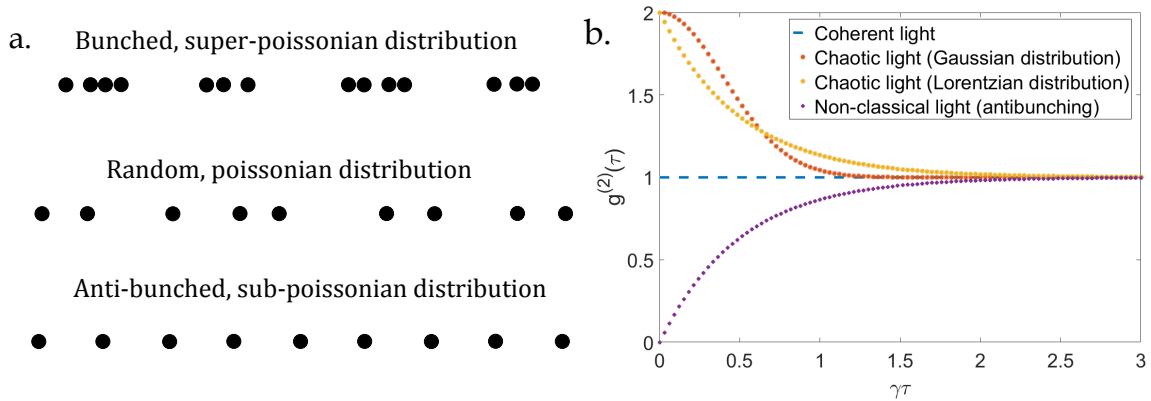 a.
Bunched, super-poissonian distribution
Random, poissonian distribution
Anti-bunched, sub-poissonian distribution
b.
2
1.5
1
0.5
0
g⁽²⁾(τ)
Coherent light
Chaotic light (Gaussian distribution)
Chaotic light (Lorentzian distribution)
Non-classical light (antibunching)
0 0.5 1 1.5 2 2.5 3
γτ